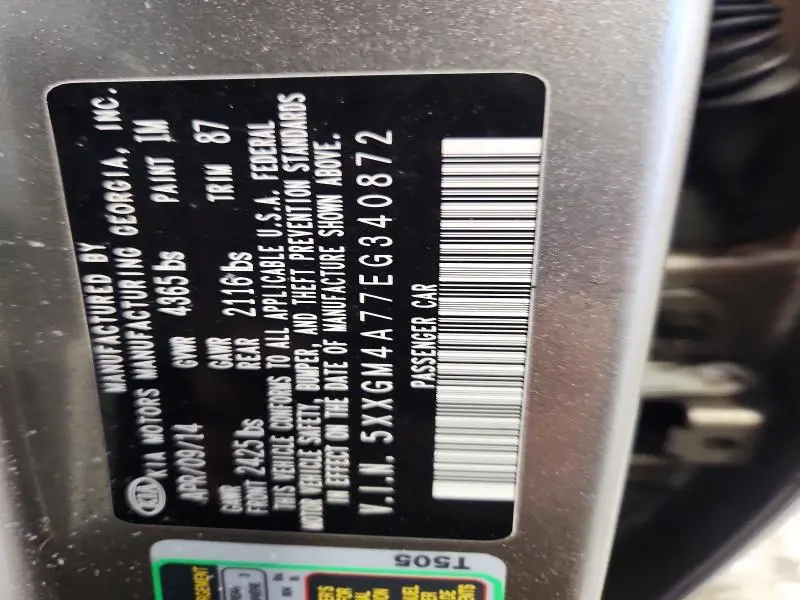 MANUFACTURED BY
KIA KIA MOTORS MANUFACTURING GEORGIA, INC.
APR/09/14 GVWR 4365lbs PAINT 1M
GAWR FRONT 2425lbs GAWR REAR 2116lbs TRIM 87
THIS VEHICLE CONFORMS TO ALL APPLICABLE U.S.A. FEDERAL
MOTOR VEHICLE SAFETY, BUMPER, AND THEFT PREVENTION STANDARDS
IN EFFECT ON THE DATE OF MANUFACTURE SHOWN ABOVE.
V.I.N. 5XXGM4A77EG340872
PASSENGER CAR
T505